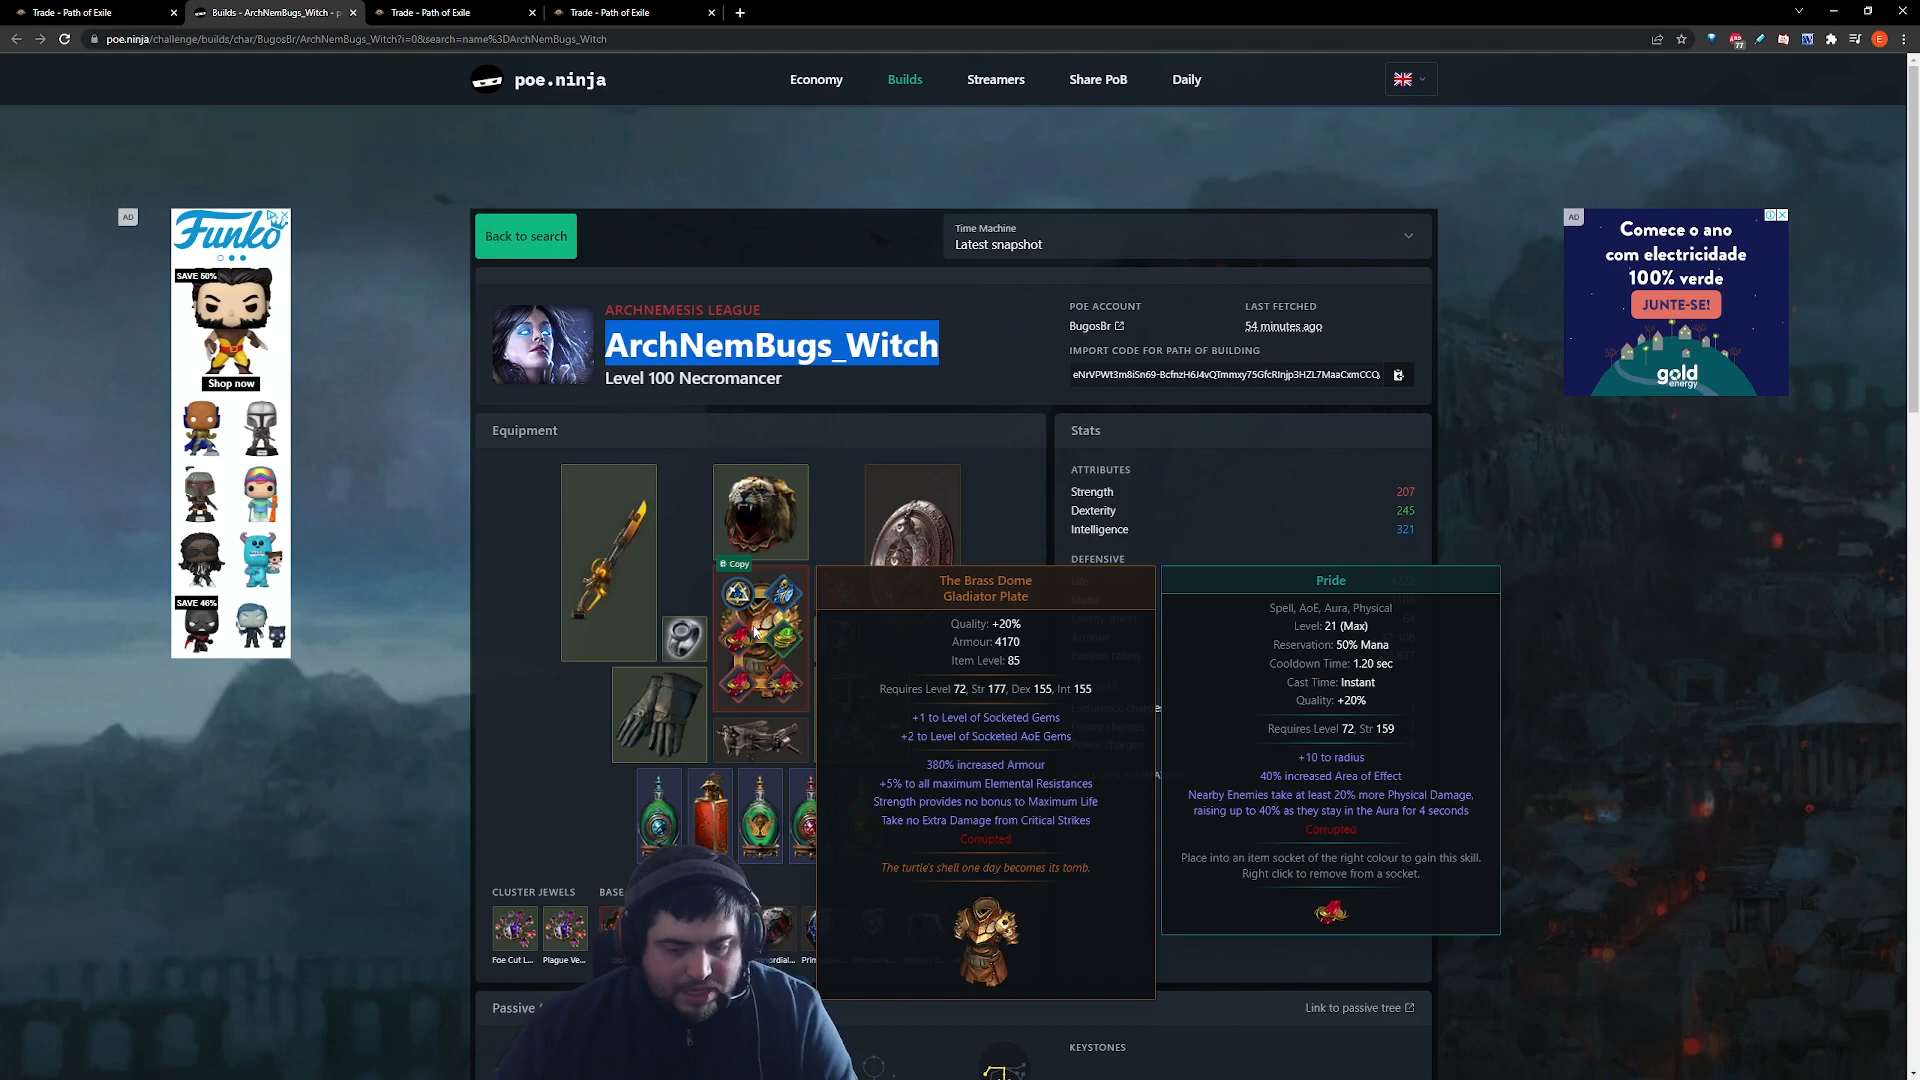 Trade - Path of Exile
Builds - ArchNemBugs_Witch - p
Trade - Path of Exile
Trade - Path of Exile
poe.ninja/challenge/builds/char/BugosBr/ArchNemBugs_Witch?i=0&search=name%3DArchNemBugs_Witch
77
E
poe.ninja
Economy
Builds
Streamers
Share PoB
Daily
AD
Funko
SAVE 50%
Shop now
SAVE 46%
AD
Comece o ano
com electricidade
100% verde
JUNTE-SE!
gold
energy
Back to search
Time Machine
Latest snapshot
ARCHNEMESIS LEAGUE
ArchNemBugs_Witch
Level 100 Necromancer
POE ACCOUNT
BugosBr
LAST FETCHED
54 minutes ago
IMPORT CODE FOR PATH OF BUILDING
Equipment
Stats
ATTRIBUTES
Strength 207
Dexterity 245
Intelligence 321
DEFENSIVE
Copy
The Brass Dome
Gladiator Plate
Quality: +20%
Armour: 4170
Item Level: 85
Requires Level 72, Str 177, Dex 155, Int 155
+1 to Level of Socketed Gems
+2 to Level of Socketed AoE Gems
380% increased Armour
+5% to all maximum Elemental Resistances
Strength provides no bonus to Maximum Life
Take no Extra Damage from Critical Strikes
Corrupted
The turtle's shell one day becomes its tomb.
Pride
Spell, AoE, Aura, Physical
Level: 21 (Max)
Reservation: 50% Mana
Cooldown Time: 1.20 sec
Cast Time: Instant
Quality: +20%
Requires Level 72, Str 159
+10 to radius
40% increased Area of Effect
Nearby Enemies take at least 20% more Physical Damage,
raising up to 40% as they stay in the Aura for 4 seconds
Corrupted
Place into an item socket of the right colour to gain this skill.
Right click to remove from a socket.
CLUSTER JEWELS
BASE
Foe Cut L...
Plague Ve...
Passive
Link to passive tree
KEYSTONES